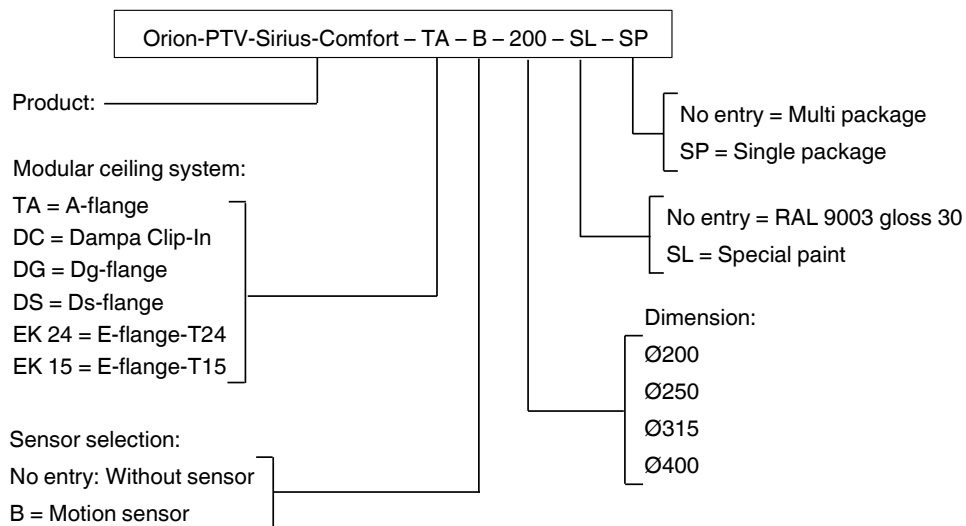 Orion-PTV-Sirius-Comfort – TA – B – 200 – SL – SP
Product:
Modular ceiling system:
TA = A-flange
DC = Dampa Clip-In
DG = Dg-flange
DS = Ds-flange
EK 24 = E-flange-T24
EK 15 = E-flange-T15
Sensor selection:
No entry: Without sensor
B = Motion sensor
No entry = Multi package
SP = Single package
No entry = RAL 9003 gloss 30
SL = Special paint
Dimension:
Ø200
Ø250
Ø315
Ø400